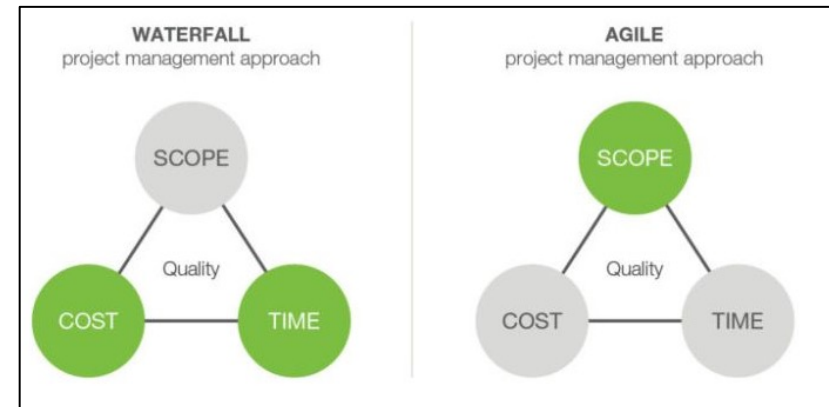 WATERFALL
project management approach
SCOPE
Quality
COST
TIME
AGILE
project management approach
SCOPE
Quality
COST
TIME